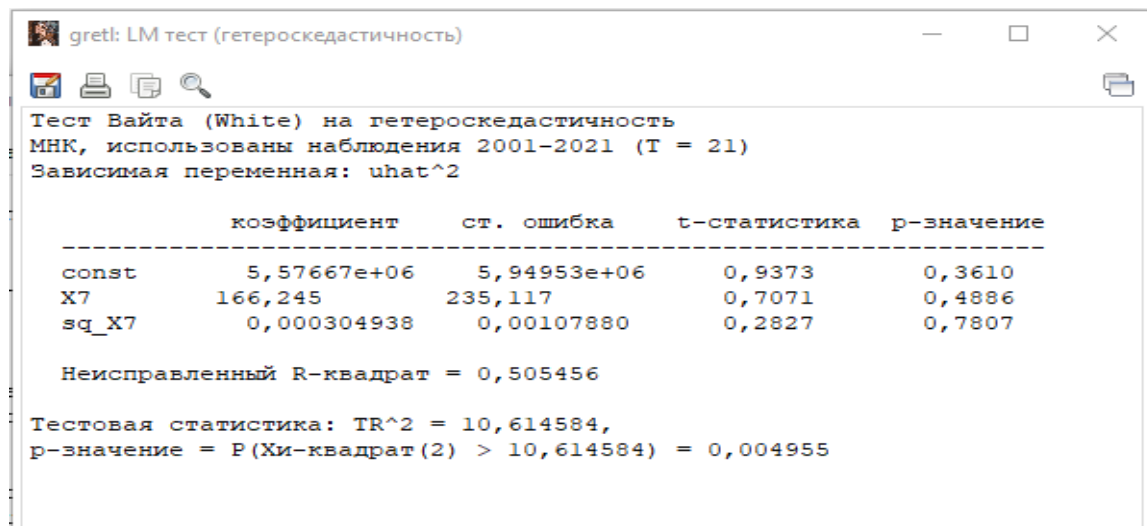 gretl: LM тест (гетероскедастичность)
Тест Вайта (White) на гетероскедастичность
МНК, использованы наблюдения 2001-2021 (T = 21)
Зависимая переменная: uhat^2
коэффициент ст. ошибка t-статистика p-значение
------------------------------------------------------------------
const 5,57667e+06 5,94953e+06 0,9373 0,3610
X7 166,245 235,117 0,7071 0,4886
sq_X7 0,000304938 0,00107880 0,2827 0,7807
Неисправленный R-квадрат = 0,505456
Тестовая статистика: TR^2 = 10,614584,
p-значение = P(Хи-квадрат(2) > 10,614584) = 0,004955